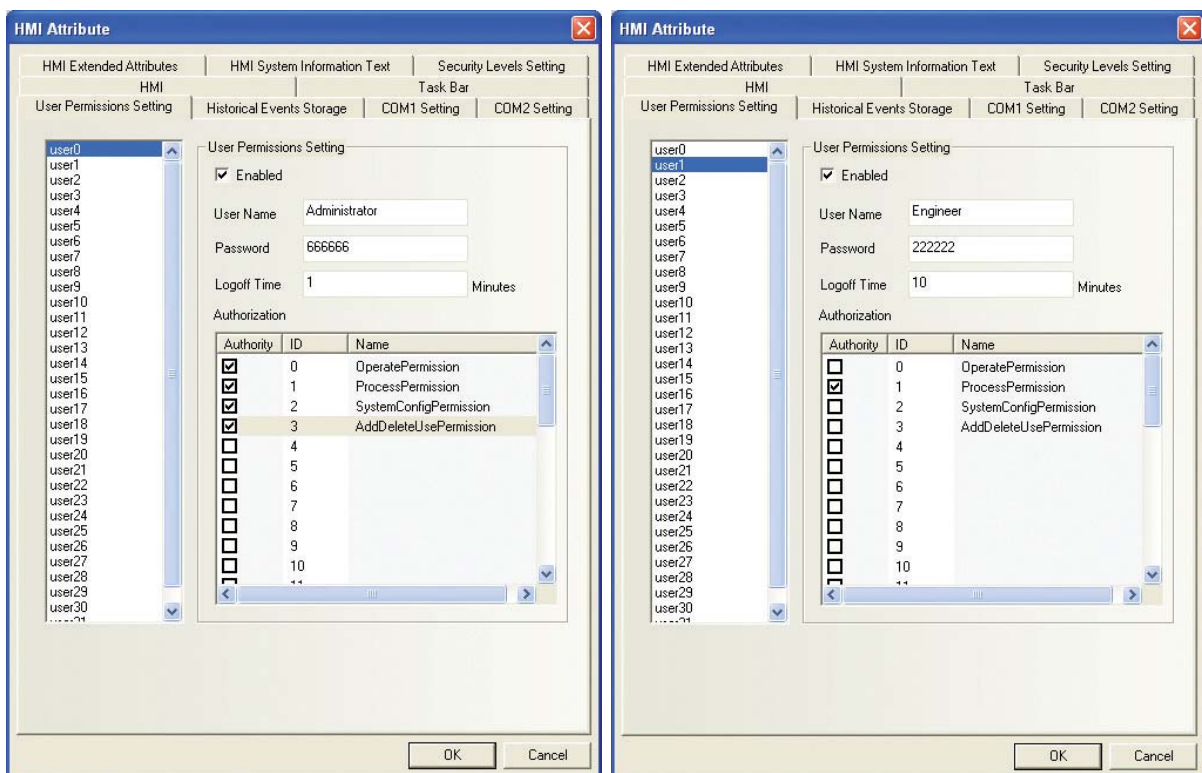 HMI Attribute
HMI Extended Attributes
HMI System Information Text
Security Levels Setting
HMI
Task Bar
User Permissions Setting
Historical Events Storage
COM1 Setting
COM2 Setting
user0
user1
user2
user3
user4
user5
user6
user7
user8
user9
user10
user11
user12
user13
user14
user15
user16
user17
user18
user19
user20
user21
user22
user23
user24
user25
user26
user27
user28
user29
user30
User Permissions Setting
Enabled
User Name Administrator
Password 666666
Logoff Time 1 Minutes
Authorization
Authority ID Name
0 OperatePermission
1 ProcessPermission
2 SystemConfigPermission
3 AddDeleteUsePermission
4
5
6
7
8
9
10
OK Cancel
HMI Attribute
HMI Extended Attributes
HMI System Information Text
Security Levels Setting
HMI
Task Bar
User Permissions Setting
Historical Events Storage
COM1 Setting
COM2 Setting
user0
user1
user2
user3
user4
user5
user6
user7
user8
user9
user10
user11
user12
user13
user14
user15
user16
user17
user18
user19
user20
user21
user22
user23
user24
user25
user26
user27
user28
user29
user30
User Permissions Setting
Enabled
User Name Engineer
Password 222222
Logoff Time 10 Minutes
Authorization
Authority ID Name
0 OperatePermission
1 ProcessPermission
2 SystemConfigPermission
3 AddDeleteUsePermission
4
5
6
7
8
9
10
OK Cancel